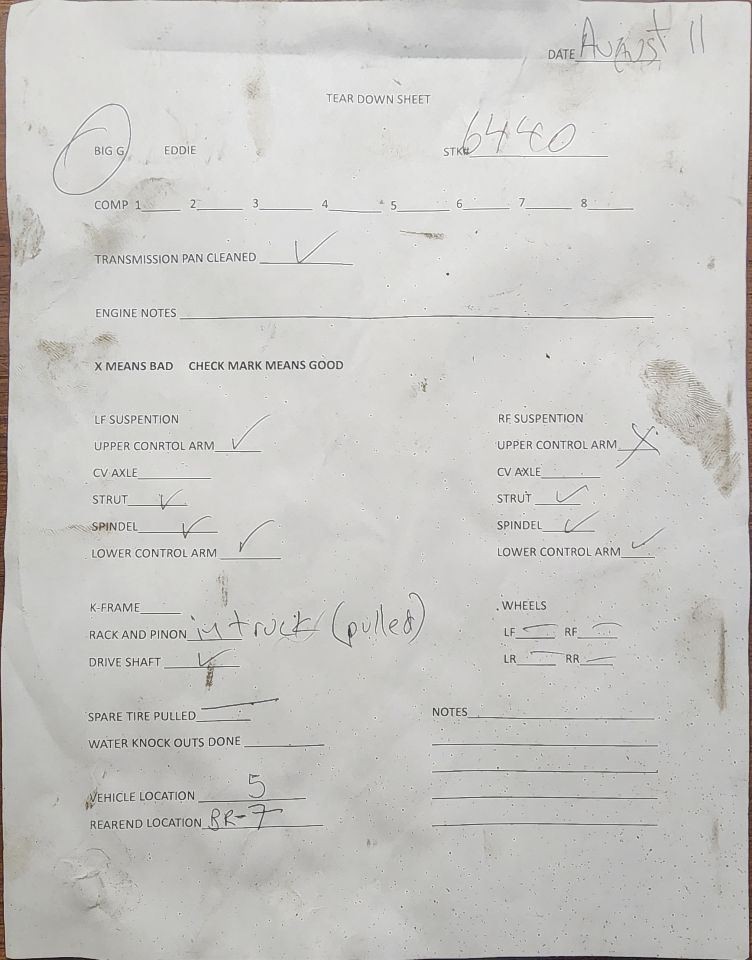 DATE August 11
TEAR DOWN SHEET
BIG G EDDIE STK# 6440
COMP 1 2 3 4 5 6 7 8
TRANSMISSION PAN CLEANED ✓
ENGINE NOTES
X MEANS BAD CHECK MARK MEANS GOOD
LF SUSPENTION RF SUSPENTION
UPPER CONRTOL ARM ✓ UPPER CONTROL ARM X
CV AXLE CV AXLE
STRUT ✓ STRUT ✓
SPINDEL ✓ SPINDEL ✓
LOWER CONTROL ARM ✓ LOWER CONTROL ARM ✓
K-FRAME . WHEELS
RACK AND PINON in truck (pulled) LF — RF —
DRIVE SHAFT ✓ LR — RR —
SPARE TIRE PULLED — NOTES
WATER KNOCK OUTS DONE
VEHICLE LOCATION 5
REAREND LOCATION BR-7